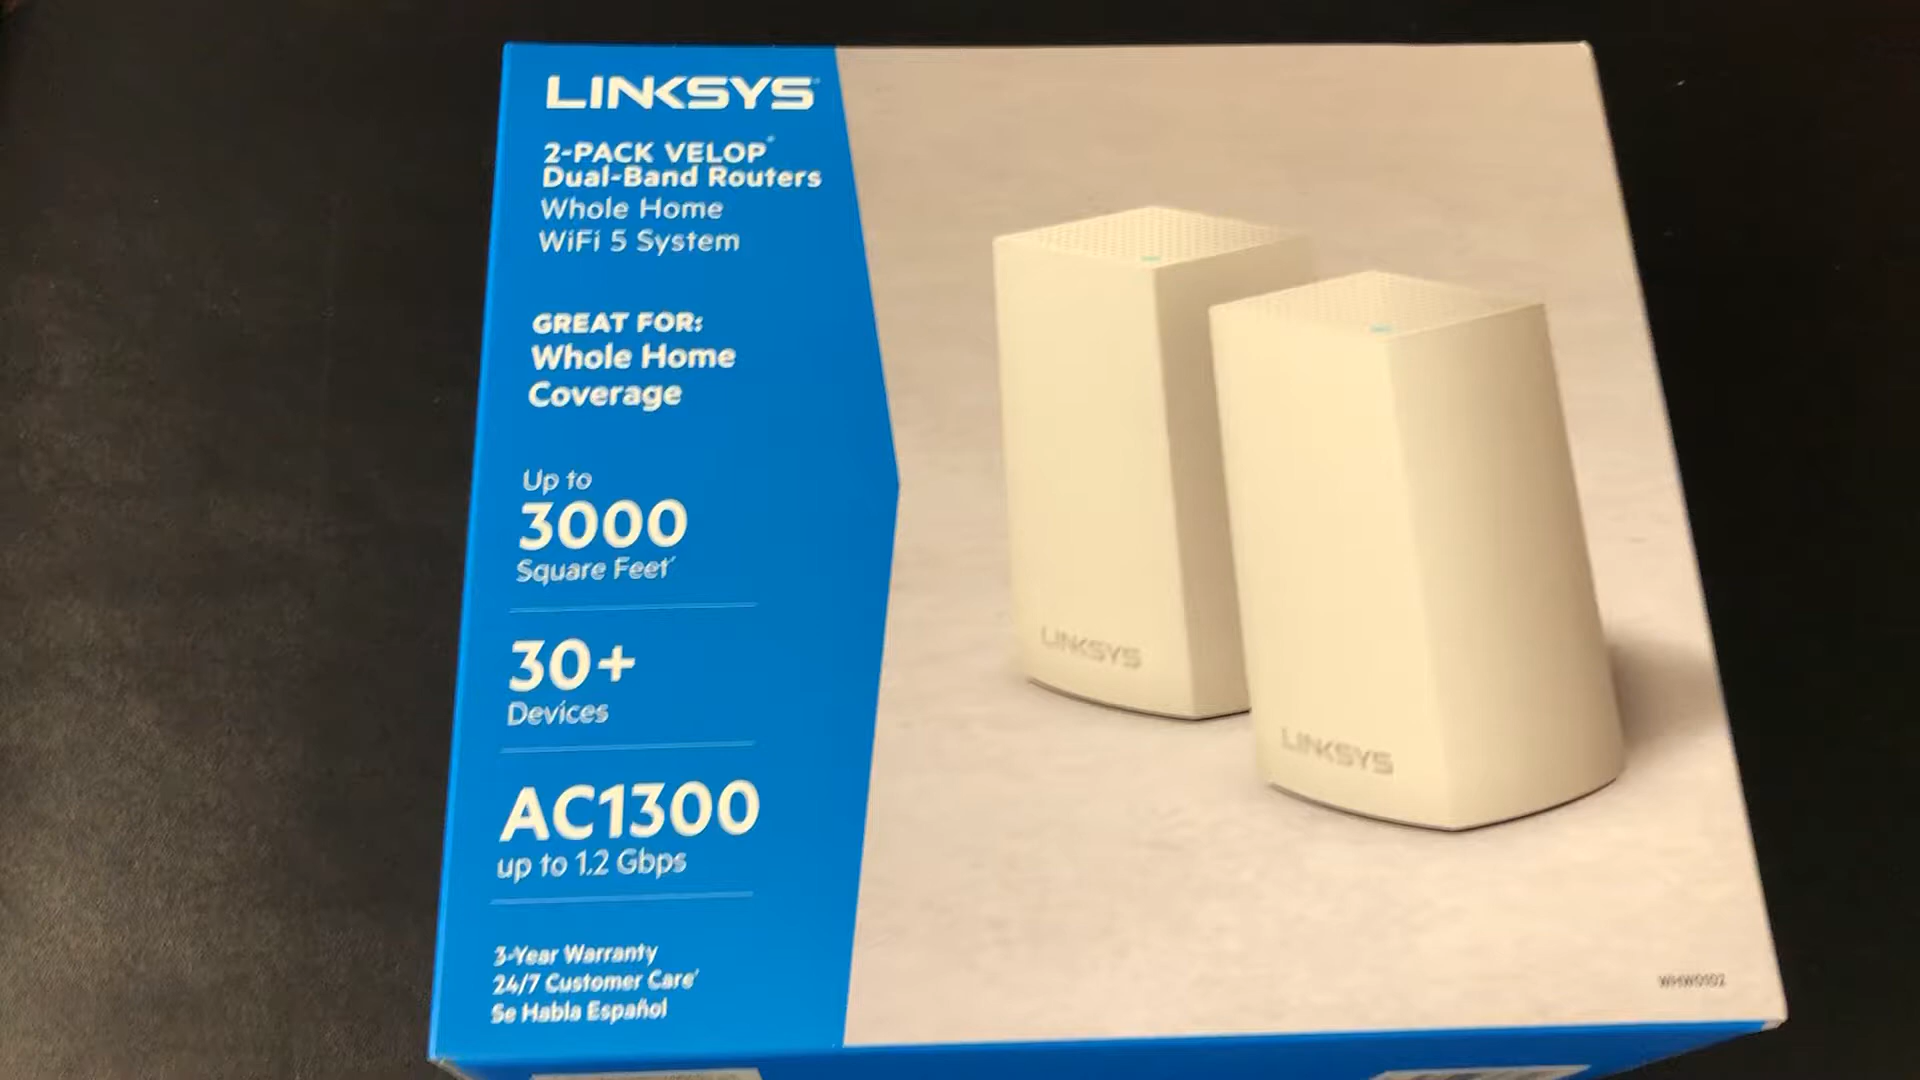 LINKSYS
2-PACK VELOP®
Dual-Band Routers
Whole Home
WiFi 5 System
GREAT FOR:
Whole Home
Coverage
Up to
3000
Square Feet
30+
Devices
AC1300
up to 1.2 Gbps
3-Year Warranty
24/7 Customer Care
Se Habla Español
LINKSYS
LINKSYS
WHW0102